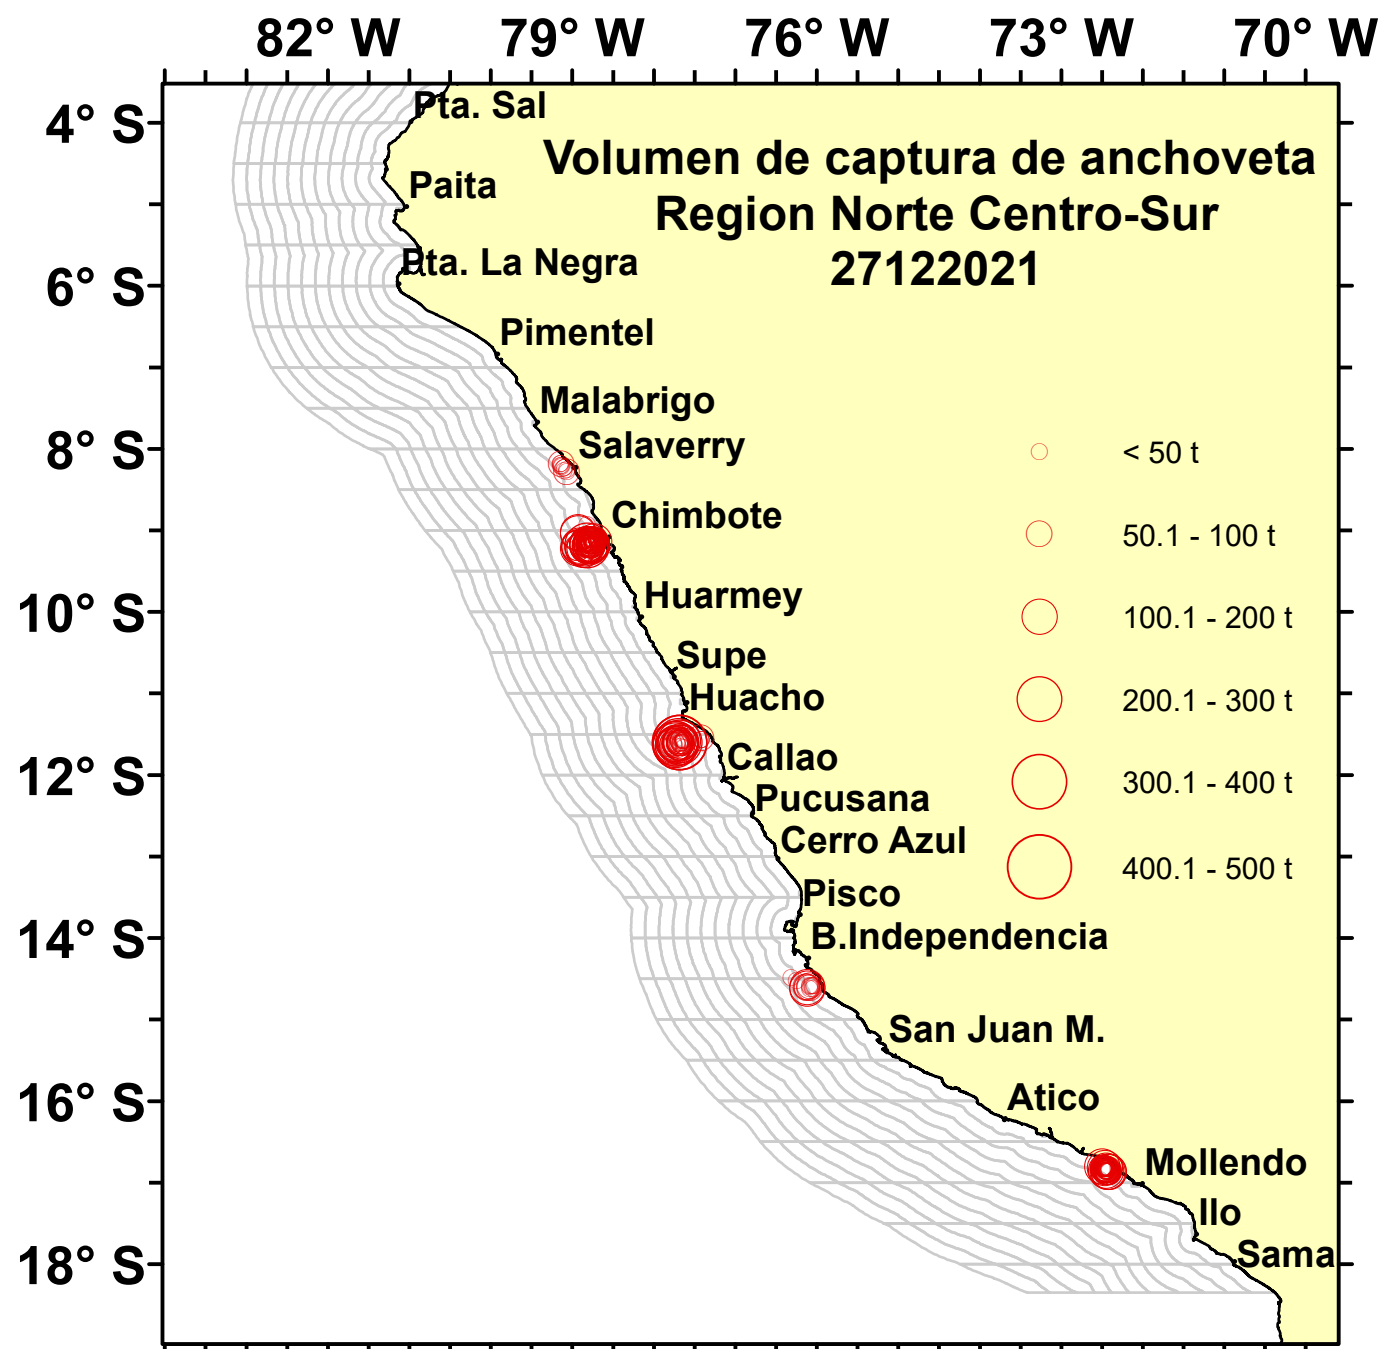 82° W
79° W
76° W
73° W
70° W
4° S
6° S
8° S
10° S
12° S
14° S
16° S
18° S
Volumen de captura de anchoveta
Region Norte Centro-Sur
27122021
Pta. Sal
Paita
Pta. La Negra
Pimentel
Malabrigo
Salaverry
Chimbote
Huarmey
Supe
Huacho
Callao
Pucusana
Cerro Azul
Pisco
B.Independencia
San Juan M.
Atico
Mollendo
Ilo
Sama
< 50 t
50.1 - 100 t
100.1 - 200 t
200.1 - 300 t
300.1 - 400 t
400.1 - 500 t